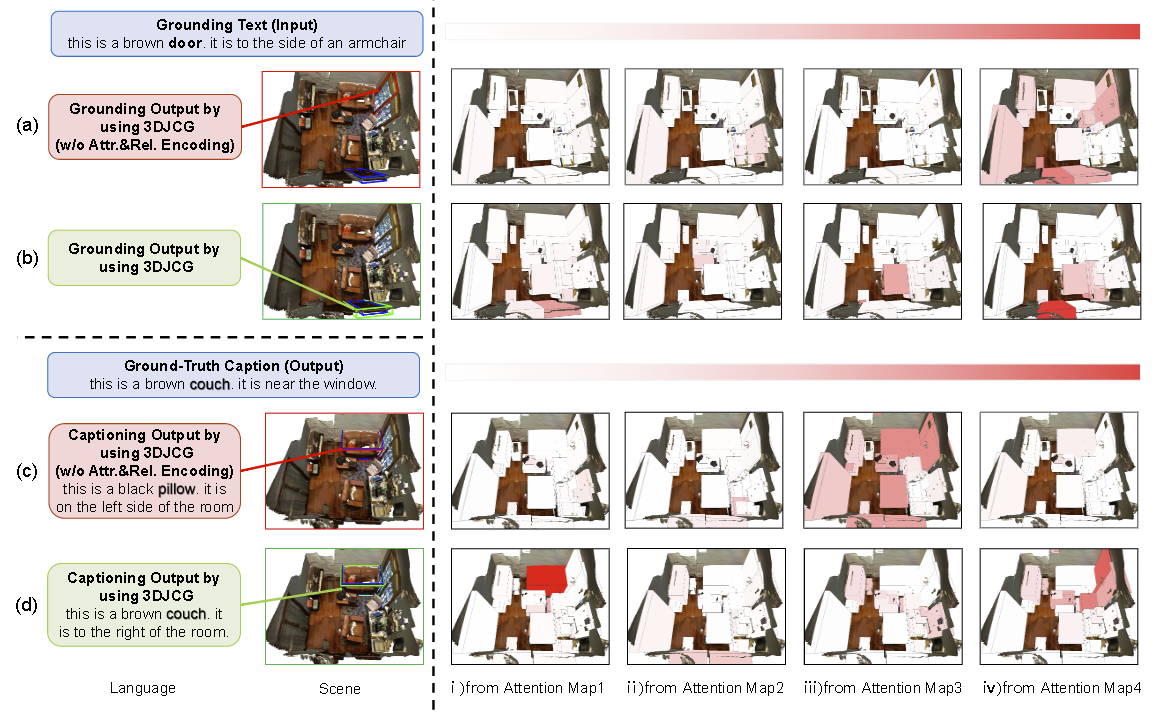 Grounding Text (Input)
this is a brown door. it is to the side of an armchair
(a)
Grounding Output by
using 3DJCG
(w/o Attr.&Rel. Encoding)
(b)
Grounding Output by
using 3DJCG
Ground-Truth Caption (Output)
this is a brown couch. it is near the window.
(c)
Captioning Output by
using 3DJCG
(w/o Attr.&Rel. Encoding)
this is a black pillow. it is
on the left side of the room
(d)
Captioning Output by
using 3DJCG
this is a brown couch. it
is to the right of the room.
Language
Scene
i )from Attention Map1
ii)from Attention Map2
iii)from Attention Map3
iv)from Attention Map4